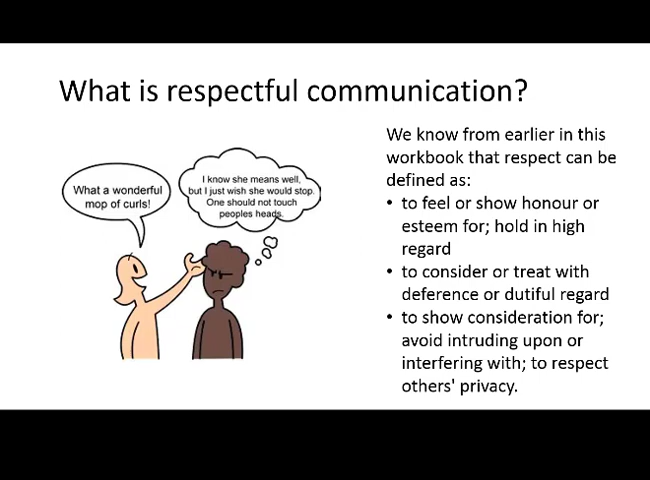 What is respectful communication?
What a wonderful
mop of curls!
I know she means well,
but I just wish she would stop.
One should not touch
peoples heads.
We know from earlier in this
workbook that respect can be
defined as:
• to feel or show honour or
esteem for; hold in high
regard
• to consider or treat with
deference or dutiful regard
• to show consideration for;
avoid intruding upon or
interfering with; to respect
others' privacy.